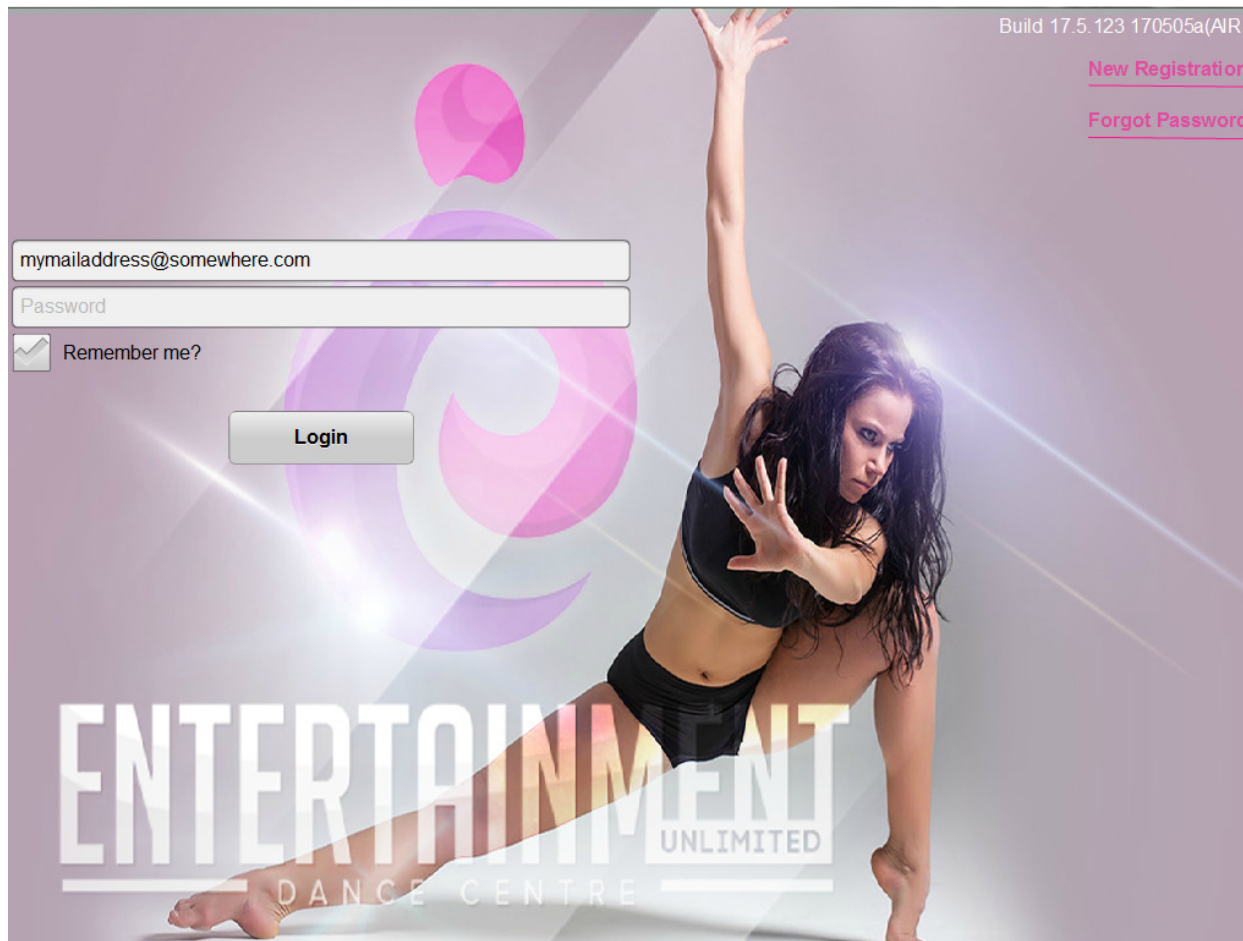 Build 17.5.123 170505a(AIR
New Registration
Forgot Password
mymailaddress@somewhere.com
Password
Remember me?
Login
ENTERTAINMENT
UNLIMITED
DANCE CENTRE